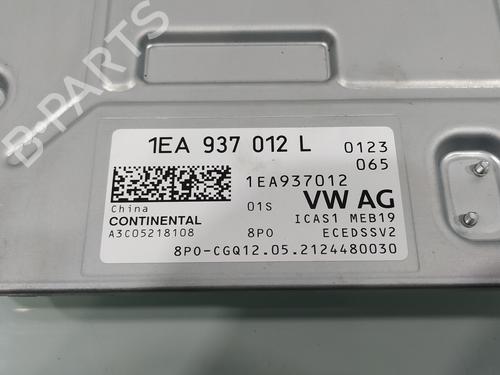 B-PARTS
1EA 937 012 L 0123
065
1EA937012
China 01S VW AG
CONTINENTAL ICAS1 MEB19
A3C05218108 8P0 ECEDSSV2
8P0-CGQ12.05.2124480030